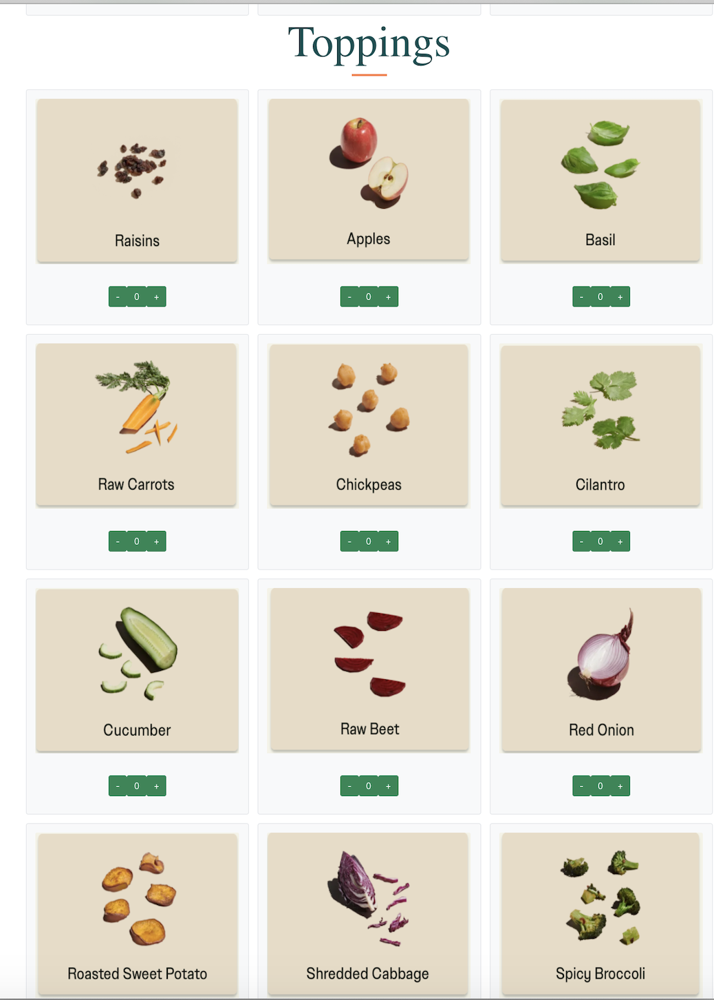 Toppings
Raisins
Apples
Basil
- 0 +
- 0 +
- 0 +
Raw Carrots
Chickpeas
Cilantro
- 0 +
- 0 +
- 0 +
Cucumber
Raw Beet
Red Onion
- 0 +
- 0 +
- 0 +
Roasted Sweet Potato
Shredded Cabbage
Spicy Broccoli